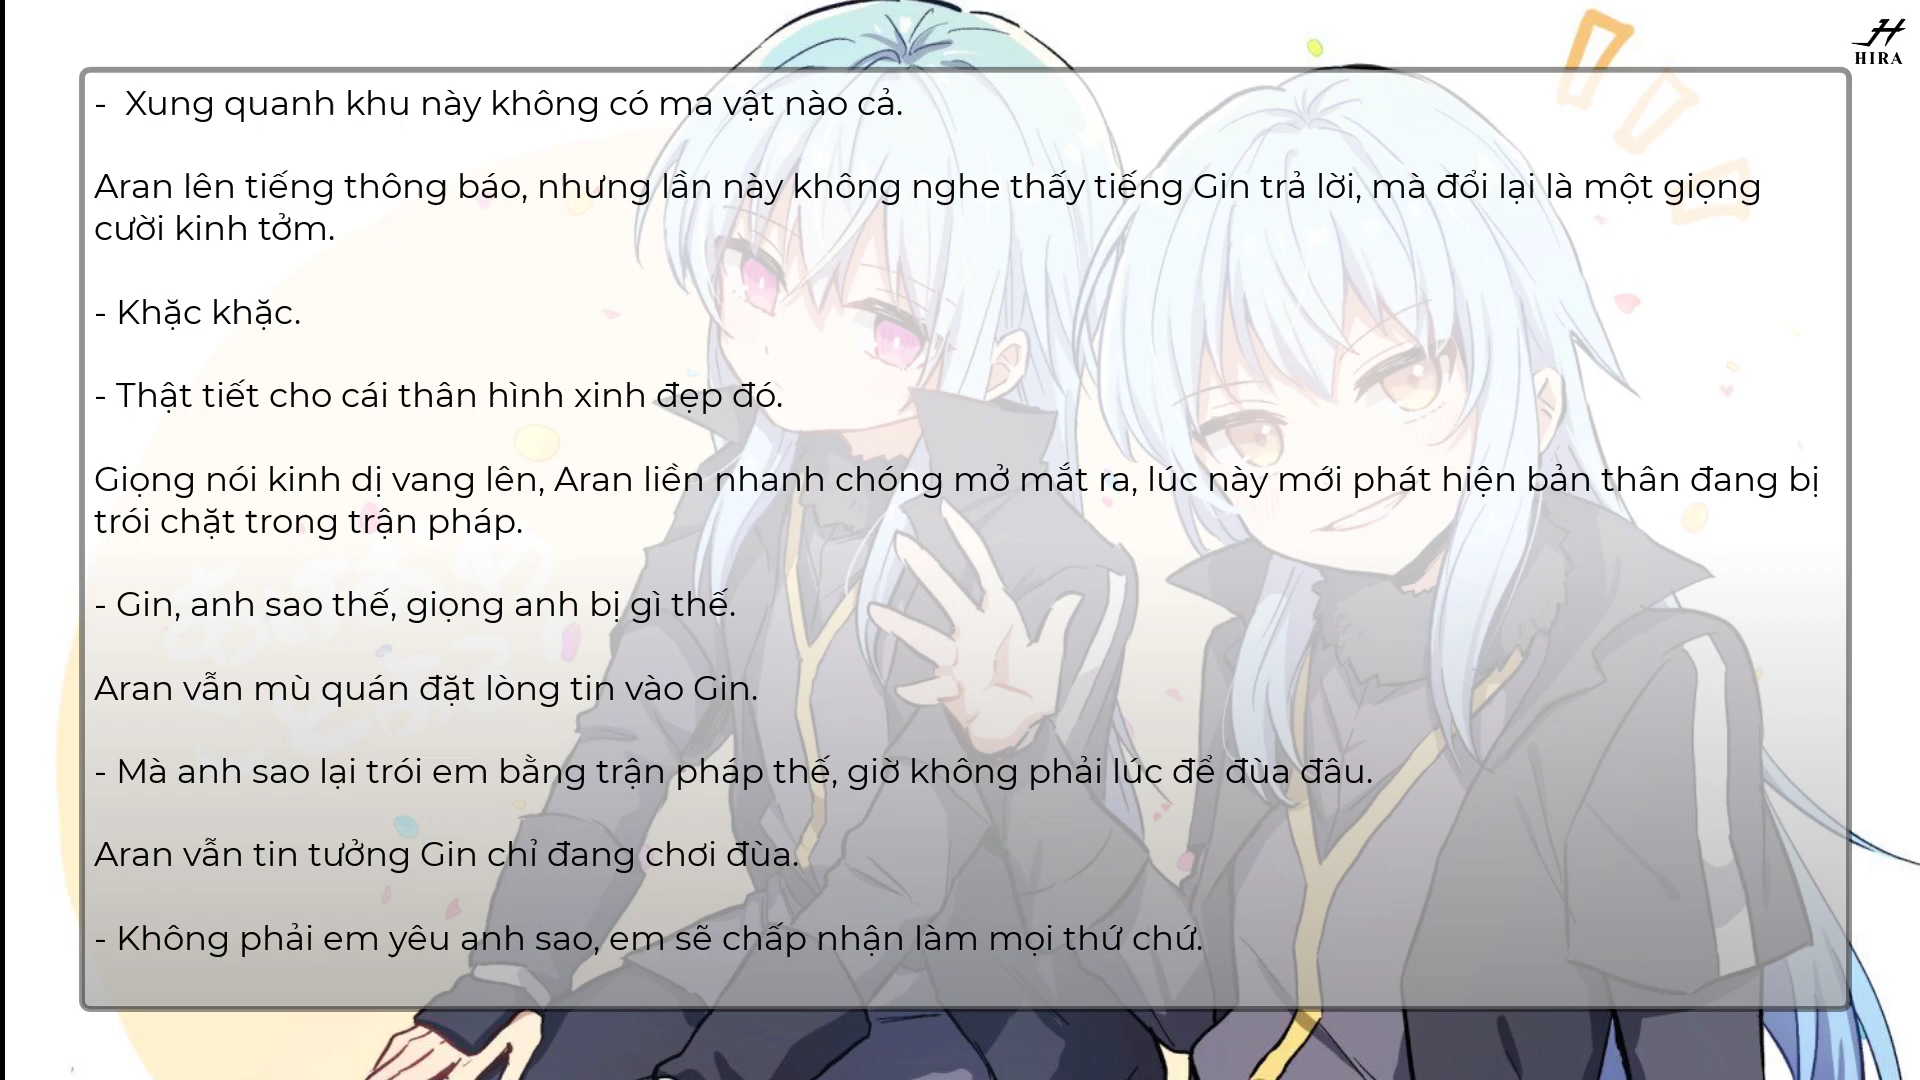 HIRA
- Xung quanh khu này không có ma vật nào cả.
Aran lên tiếng thông báo, nhưng lần này không nghe thấy tiếng Gin trả lời, mà đổi lại là một giọng
cười kinh tởm.
- Khặc khặc.
- Thật tiết cho cái thân hình xinh đẹp đó.
Giọng nói kinh dị vang lên, Aran liền nhanh chóng mở mắt ra, lúc này mới phát hiện bản thân đang bị
trói chặt trong trận pháp.
- Gin, anh sao thế, giọng anh bị gì thế.
Aran vẫn mù quán đặt lòng tin vào Gin.
- Mà anh sao lại trói em bằng trận pháp thế, giờ không phải lúc để đùa đâu.
Aran vẫn tin tưởng Gin chỉ đang chơi đùa.
- Không phải em yêu anh sao, em sẽ chấp nhận làm mọi thứ chứ.